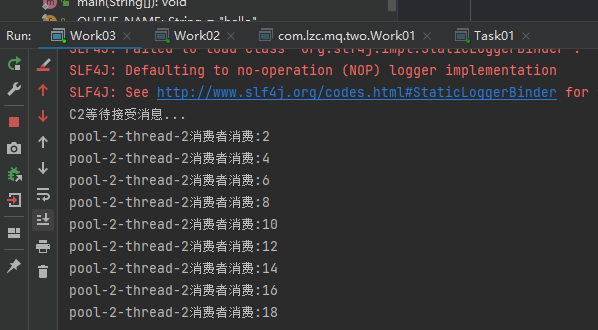 main(String[]): void
QUEUE_NAME: String = "hello"
Run: Work03 × Work02 × com.lzc.mq.two.Work01 × Task01 ×
SLF4J: Failed to load class "org.slf4j.impl.StaticLoggerBinder".
SLF4J: Defaulting to no-operation (NOP) logger implementation
SLF4J: See http://www.slf4j.org/codes.html#StaticLoggerBinder for
C2等待接受消息...
pool-2-thread-2消费者消费:2
pool-2-thread-2消费者消费:4
pool-2-thread-2消费者消费:6
pool-2-thread-2消费者消费:8
pool-2-thread-2消费者消费:10
pool-2-thread-2消费者消费:12
pool-2-thread-2消费者消费:14
pool-2-thread-2消费者消费:16
pool-2-thread-2消费者消费:18